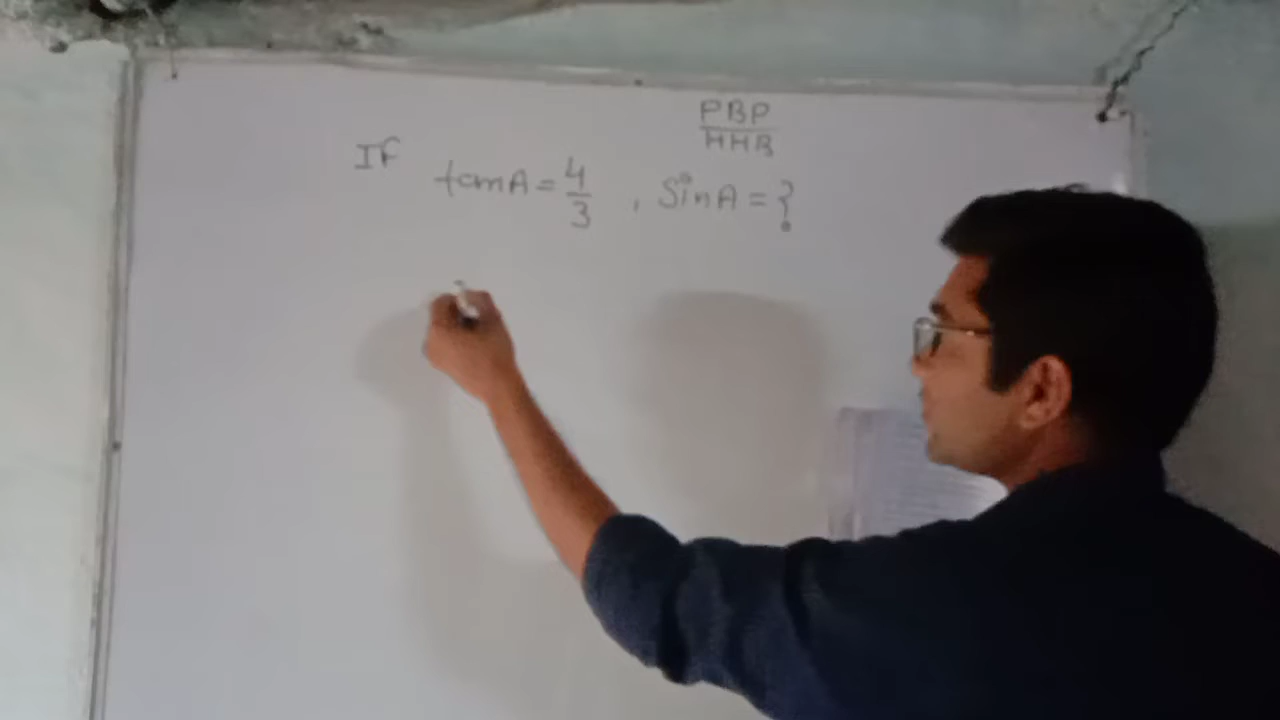 PBP
HHB
If tanA = 4/3 , sinA = ?